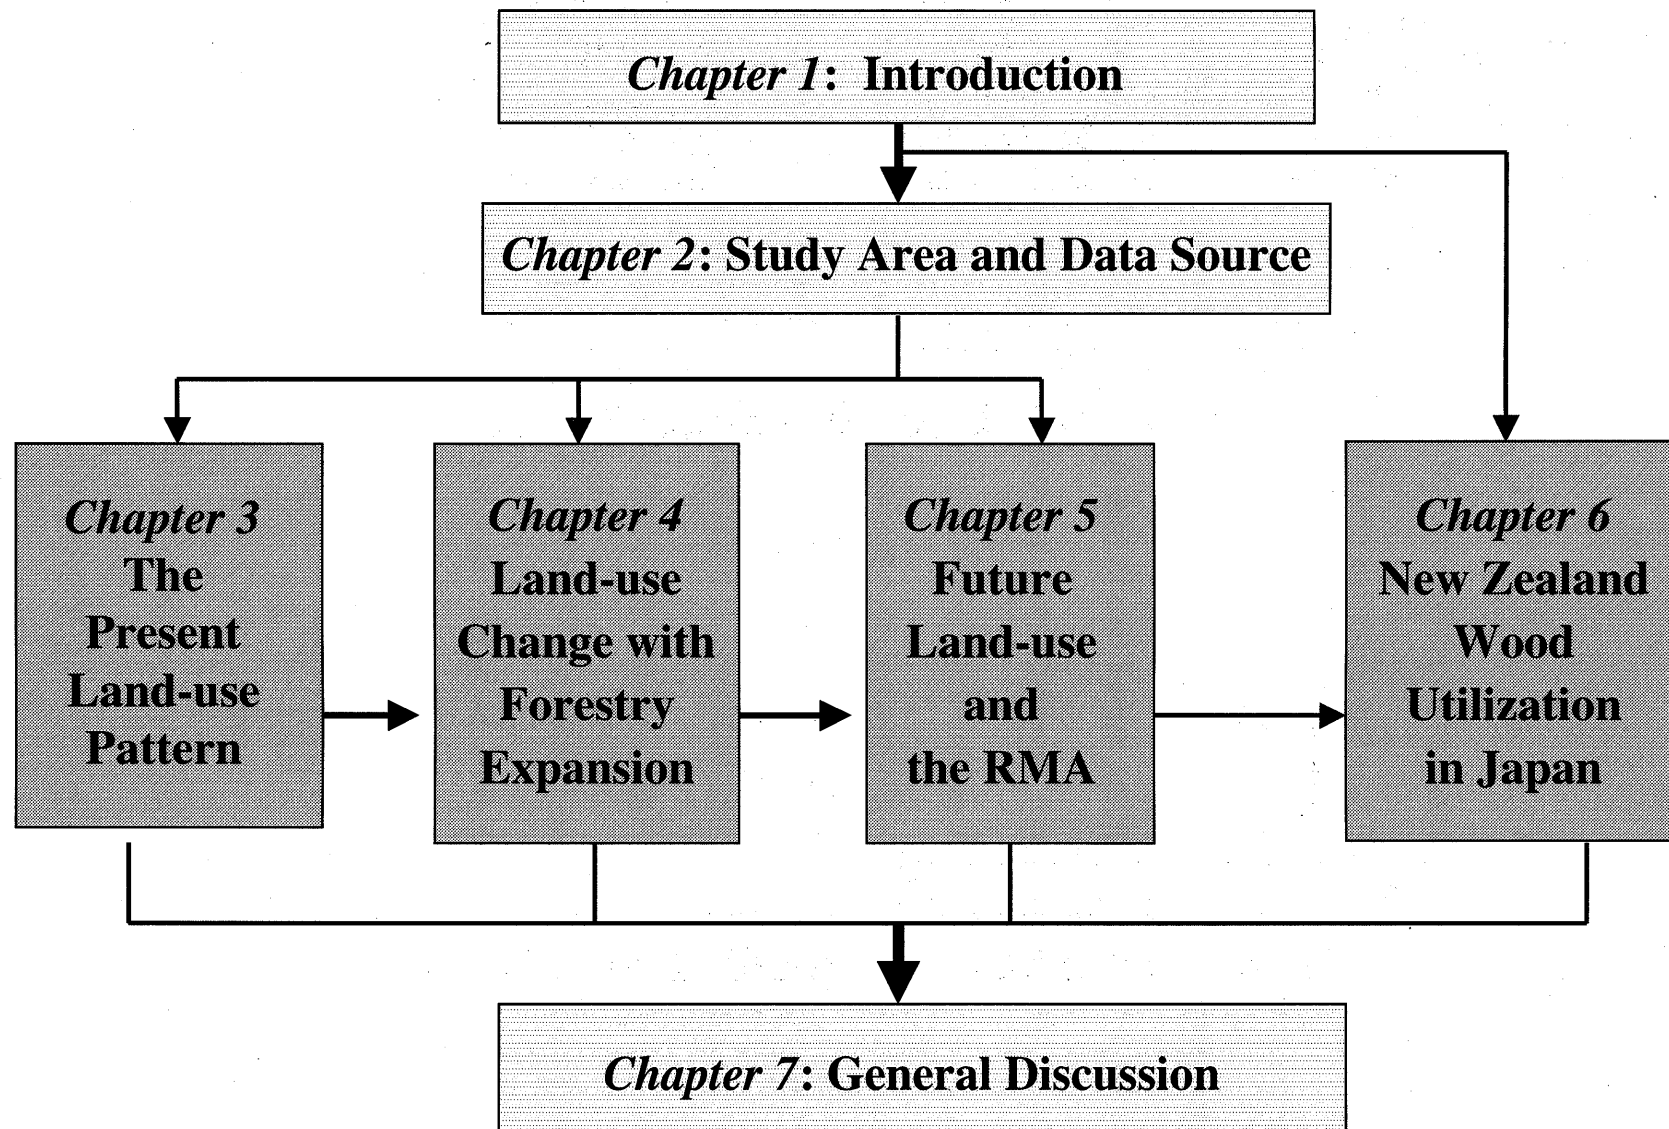 Chapter 1: Introduction
Chapter 2: Study Area and Data Source
Chapter 3
The
Present
Land-use
Pattern
Chapter 4
Land-use
Change with
Forestry
Expansion
Chapter 5
Future
Land-use
and
the RMA
Chapter 6
New Zealand
Wood
Utilization
in Japan
Chapter 7: General Discussion